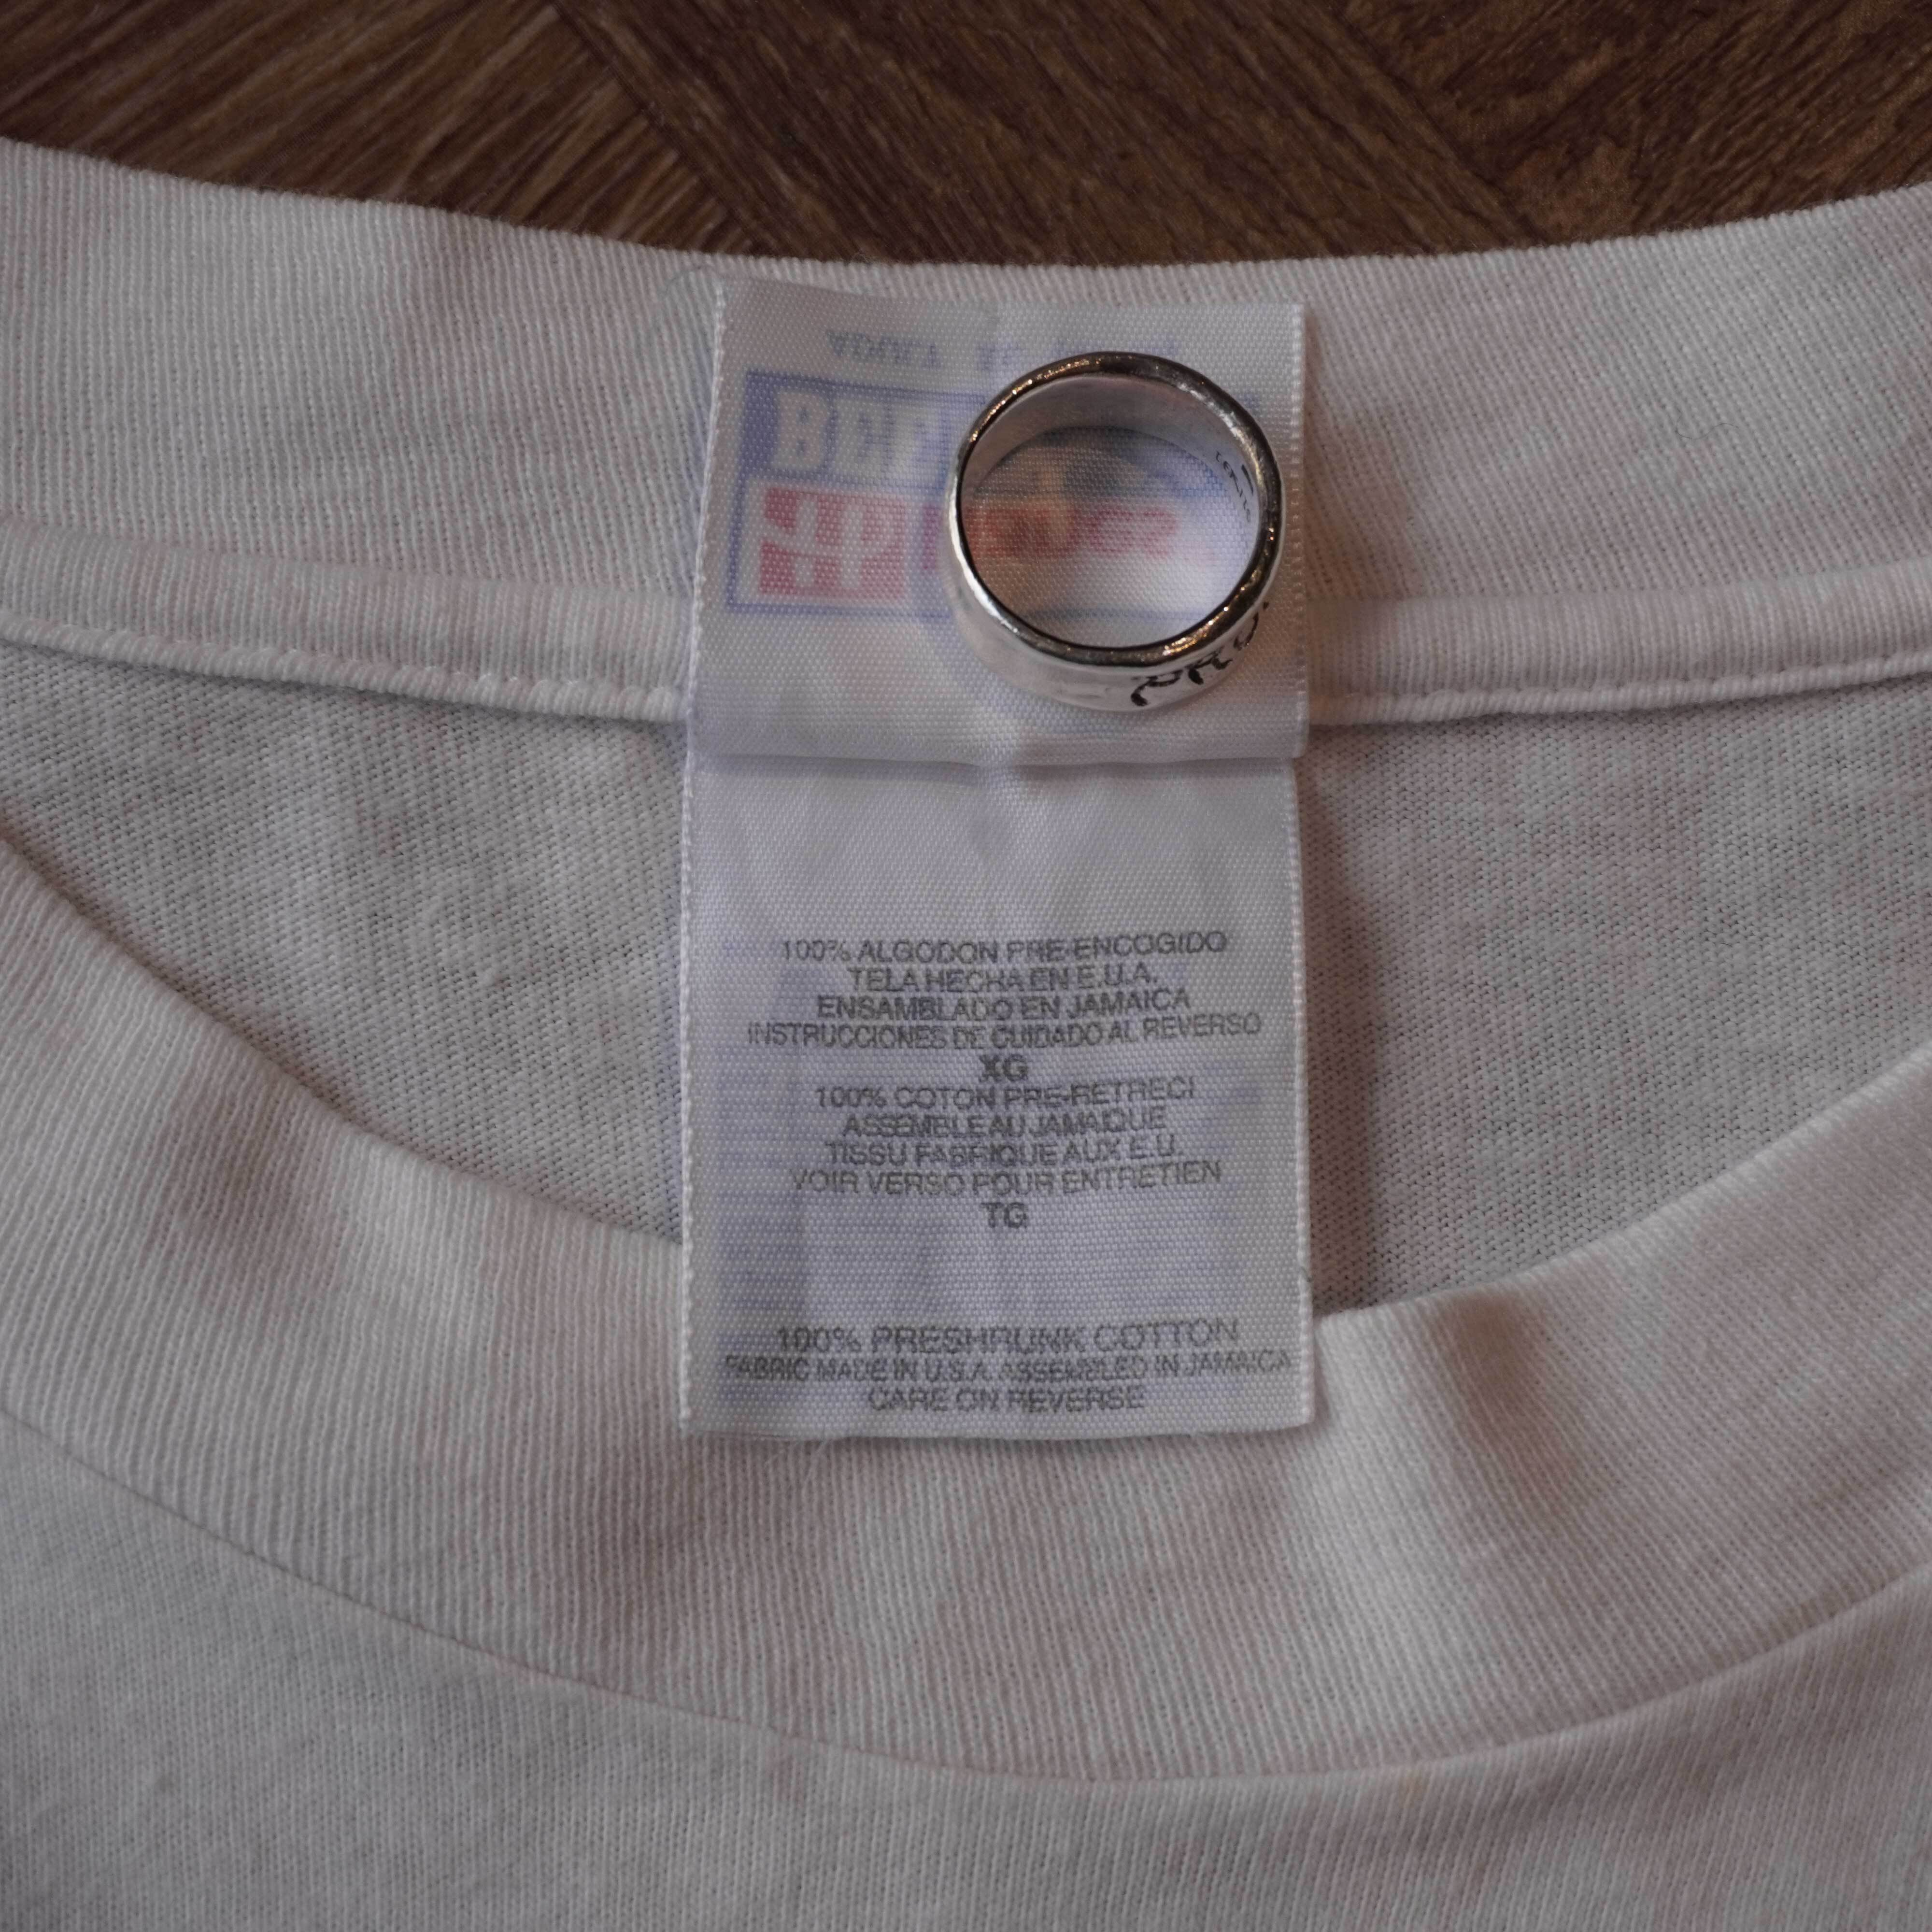 ADULT
BEE
100% ALGODON PRE-ENCOGIDO
TELA HECHA EN E.U.A.
ENSAMBLADO EN JAMAICA
INSTRUCCIONES DE CUIDADO AL REVERSO
XG
100% COTON PRE-RETRECI
ASSEMBLE AU JAMAIQUE
TISSU FABRIQUE AUX E.U.
VOIR VERSO POUR ENTRETIEN
TG
100% PRESHRUNK COTTON
FABRIC MADE IN U.S.A. ASSEMBLED IN JAMAICA
CARE ON REVERSE